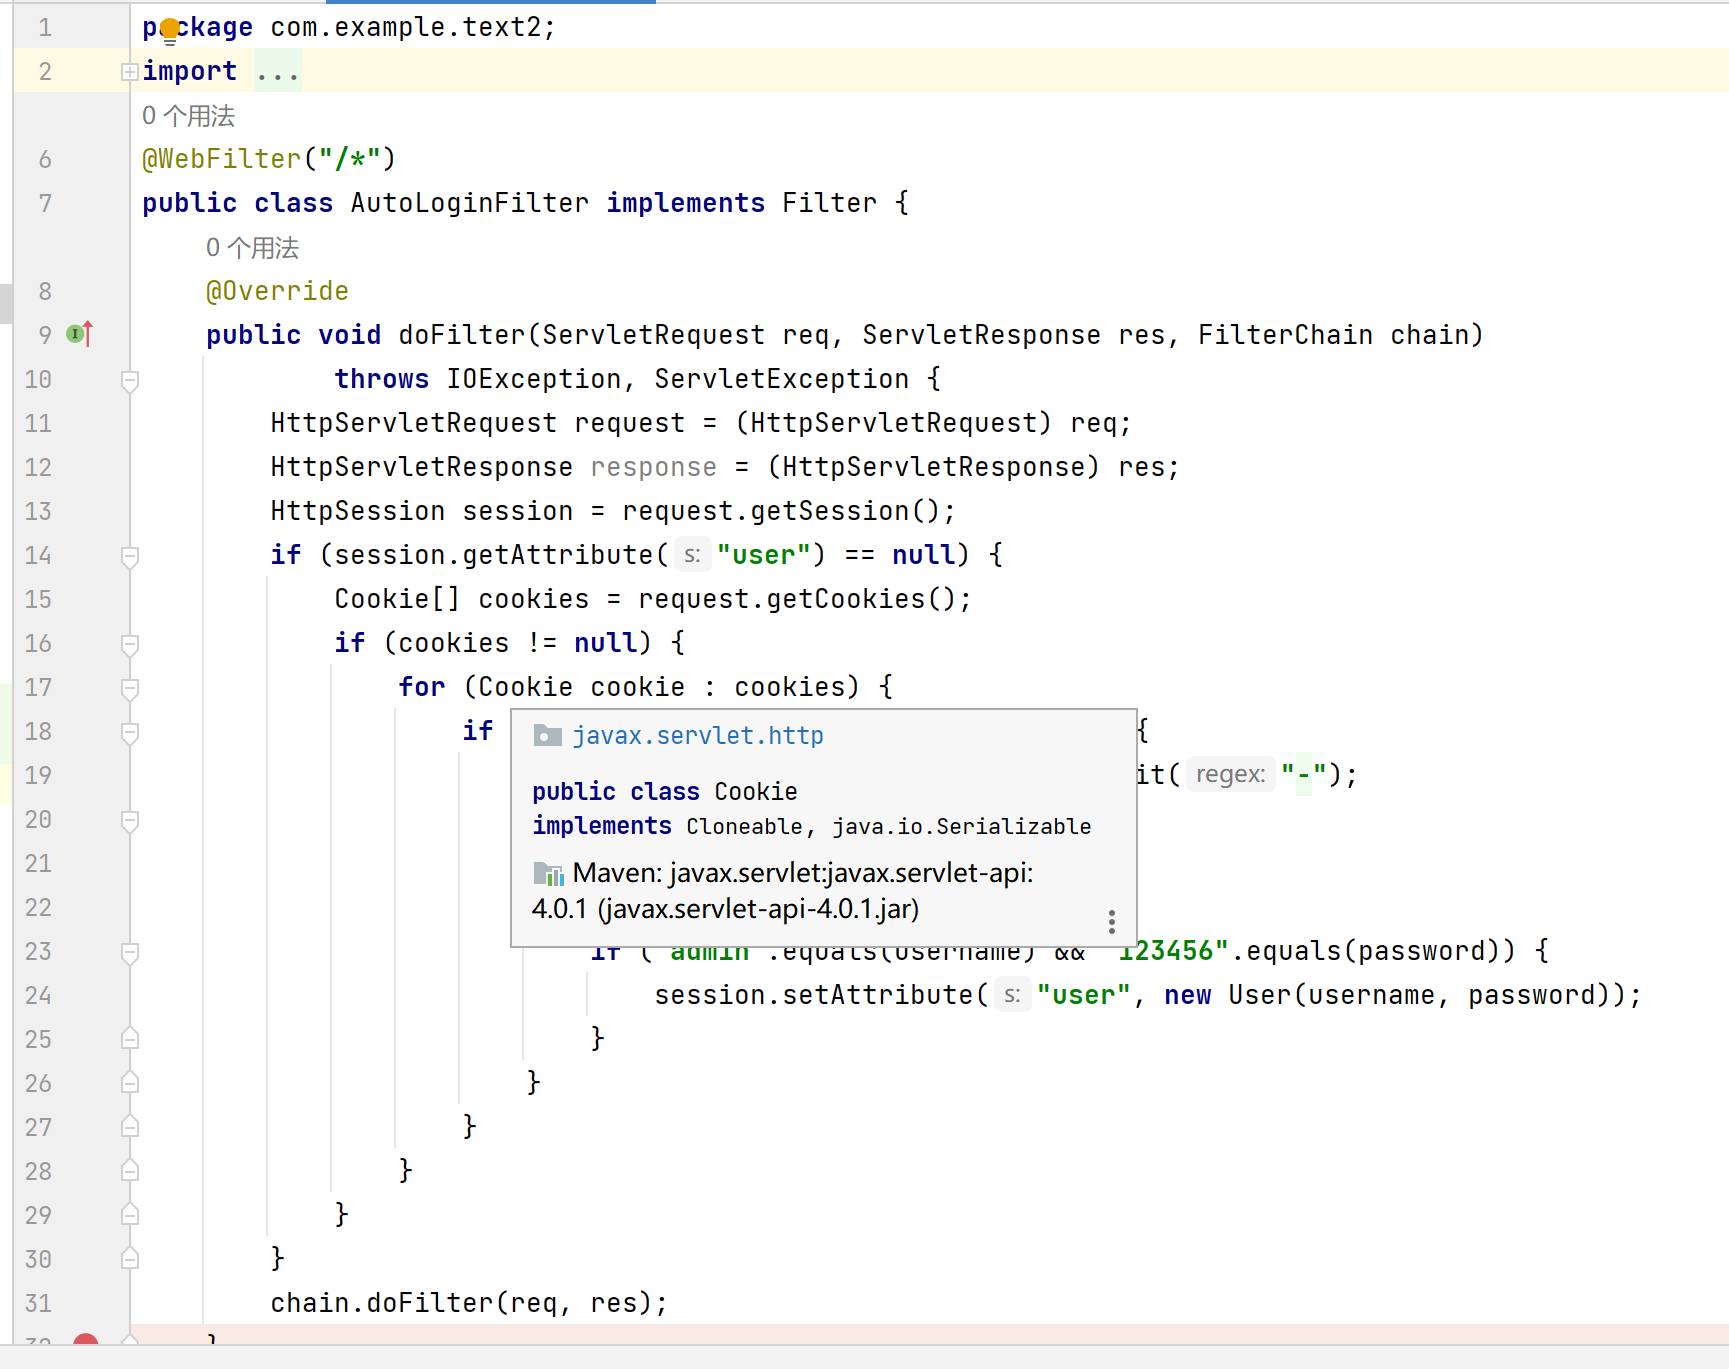 1 package com.example.text2;
2 import ...
0 个用法
6 @WebFilter("/*")
7 public class AutoLoginFilter implements Filter {
0 个用法
8 @Override
9 public void doFilter(ServletRequest req, ServletResponse res, FilterChain chain)
10 throws IOException, ServletException {
11 HttpServletRequest request = (HttpServletRequest) req;
12 HttpServletResponse response = (HttpServletResponse) res;
13 HttpSession session = request.getSession();
14 if (session.getAttribute( s: "user") == null) {
15 Cookie[] cookies = request.getCookies();
16 if (cookies != null) {
17 for (Cookie cookie : cookies) {
18 if {
javax.servlet.http
19 it( regex: "-");
public class Cookie
20
implements Cloneable, java.io.Serializable
21
Maven: javax.servlet:javax.servlet-api:
22
4.0.1 (javax.servlet-api-4.0.1.jar)
23 if ( admin .equals(username) && 123456".equals(password)) {
24 session.setAttribute( s: "user", new User(username, password));
25 }
26 }
27 }
28 }
29 }
30 }
31 chain.doFilter(req, res);